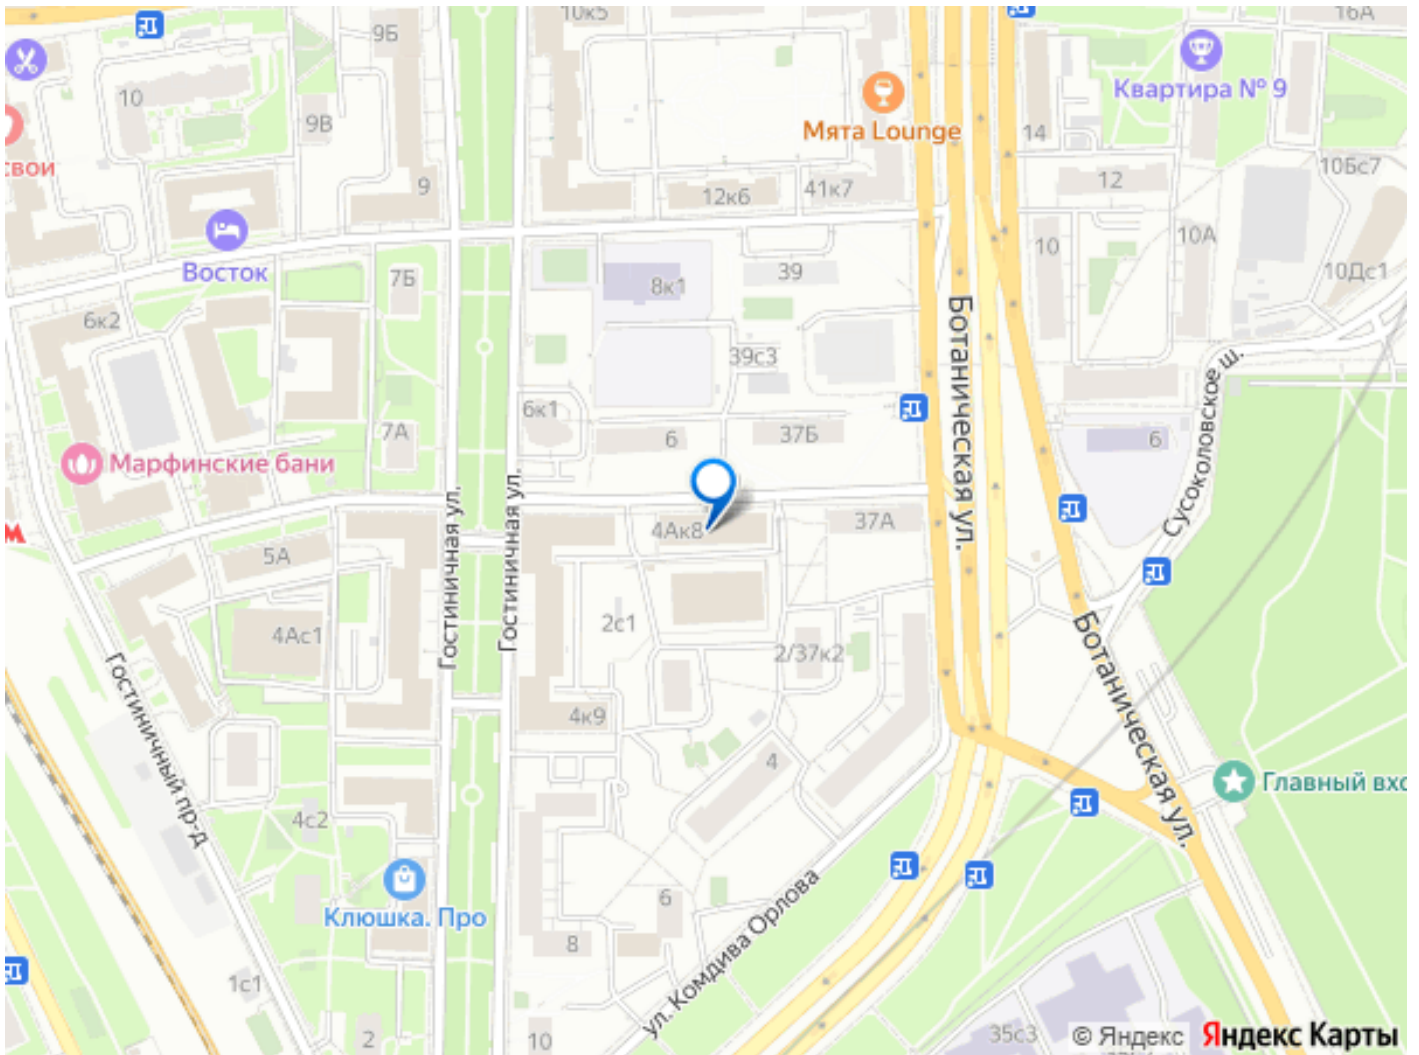 10к5
16А
9Б
Квартира № 9
10
9В
Мята Lounge
14
свои
10Бс7
9
12к6
41к7
12
Восток
7Б
8к1
39
10
10А
10Дс1
6к2
Ботаническая ул.
39с3
Сусоколовское ш.
6к1
7А
6
37Б
6
Марфинские бани
Гостиничная ул.
Гостиничная ул.
4Ак8
37А
М
5А
2с1
4Ас1
2/37к2
Ботаническая ул.
Гостиничный пр-д
4к9
4
Главный вхо
4с2
Клюшка. Про
6
ул. Комдива Орлова
8
1с1
2
10
35с3
© Яндекс Яндекс Карты